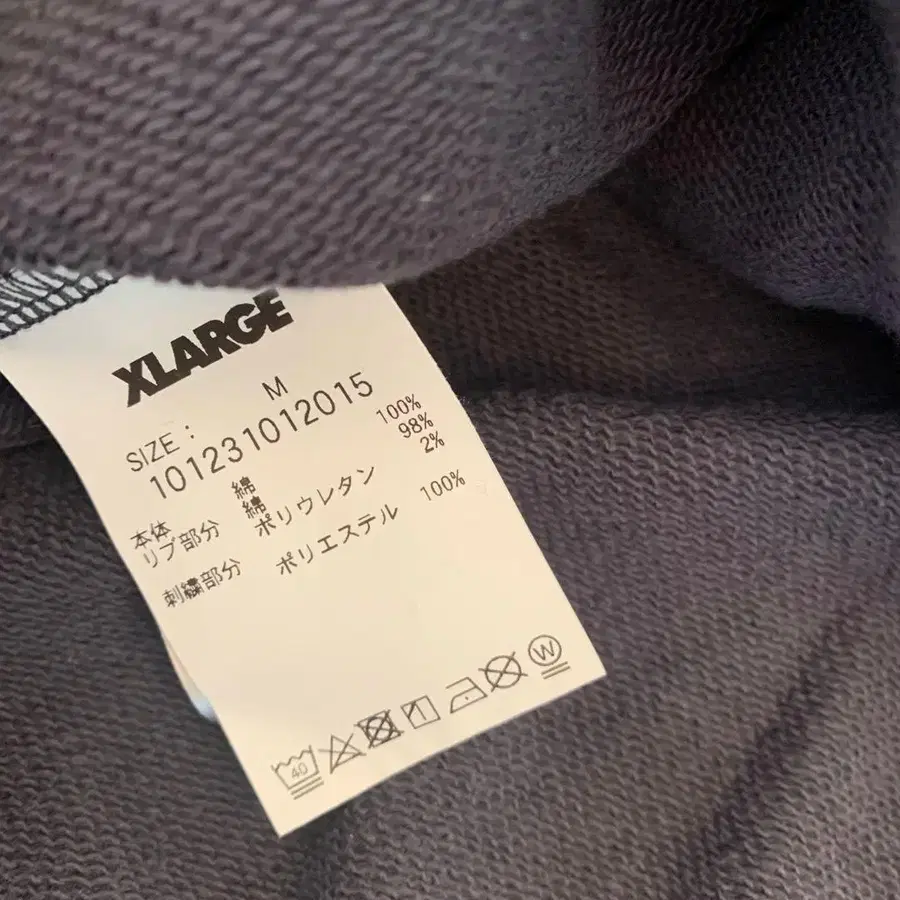 XLARGE
SIZE : M
101231012015
本体 綿 100%
リブ部分 綿 98%
ポリウレタン 2%
刺繍部分 ポリエステル 100%
40 W